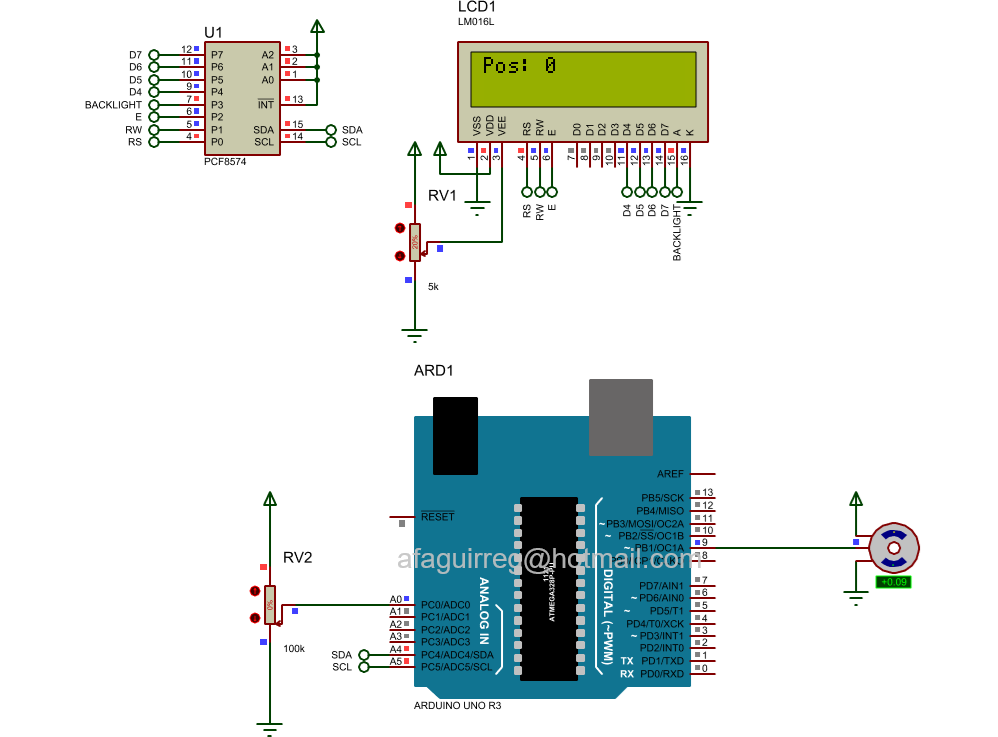 LCD1
LM016L
Pos: 0
VSS VDD VEE RS RW E D0 D1 D2 D3 D4 D5 D6 D7 A K
1 2 3 4 5 6 7 8 9 10 11 12 13 14 15 16
RS RW E D4 D5 D6 D7 BACKLIGHT
U1
D7 12 P7 A2 3
D6 11 P6 A1 2
D5 10 P5 A0 1
D4 9 P4
BACKLIGHT 7 P3 INT 13
E 6 P2
RW 5 P1 SDA 15 SDA
RS 4 P0 SCL 14 SCL
PCF8574
RV1
20%
5k
ARD1
AREF
PB5/SCK 13
PB4/MISO 12
~PB3/MOSI/OC2A 11
~ PB2/SS/OC1B 10
~ PB1/OC1A 9
8
RESET
afaguirreg@hotmail.com
ATMEGA328P-PU
ANALOG IN
DIGITAL (~PWM)
PD7/AIN1 7
~ PD6/AIN0 6
~ PD5/T1 5
PD4/T0/XCK 4
~ PD3/INT1 3
PD2/INT0 2
TX PD1/TXD 1
RX PD0/RXD 0
A0 PC0/ADC0
A1 PC1/ADC1
A2 PC2/ADC2
A3 PC3/ADC3
SDA A4 PC4/ADC4/SDA
SCL A5 PC5/ADC5/SCL
ARDUINO UNO R3
RV2
0%
100k
+0.09